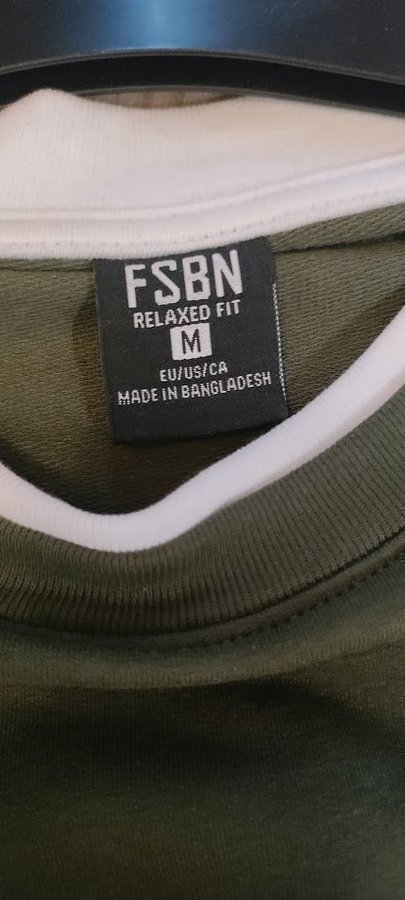 FSBN
RELAXED FIT
M
EU/US/CA
MADE IN BANGLADESH